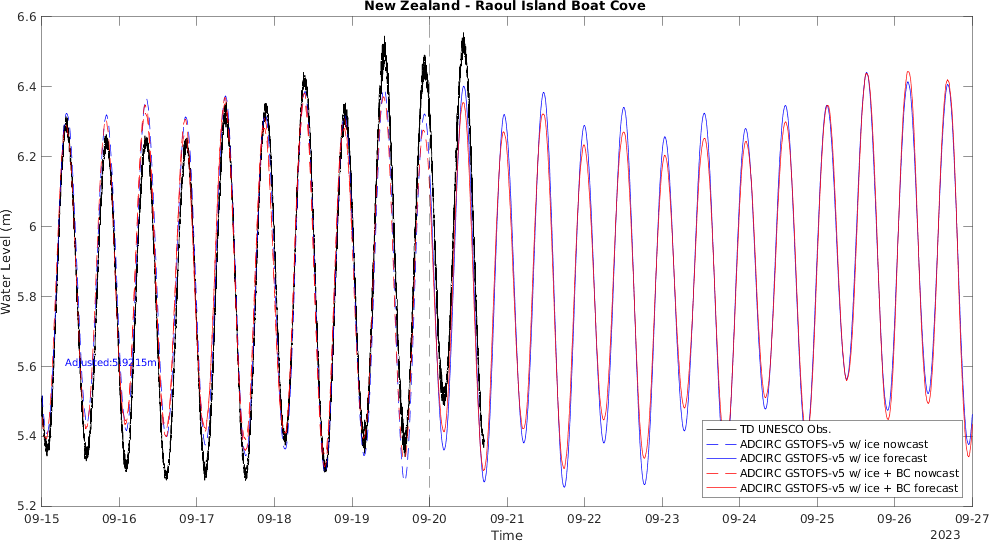 New Zealand - Raoul Island Boat Cove
Water Level (m)
6.6
6.4
6.2
6
5.8
5.6
5.4
5.2
Adjusted:5.9215m
TD UNESCO Obs.
ADCIRC GSTOFS-v5 w/ ice nowcast
ADCIRC GSTOFS-v5 w/ ice forecast
ADCIRC GSTOFS-v5 w/ ice + BC nowcast
ADCIRC GSTOFS-v5 w/ ice + BC forecast
09-15 09-16 09-17 09-18 09-19 09-20 09-21 09-22 09-23 09-24 09-25 09-26 09-27
Time
2023